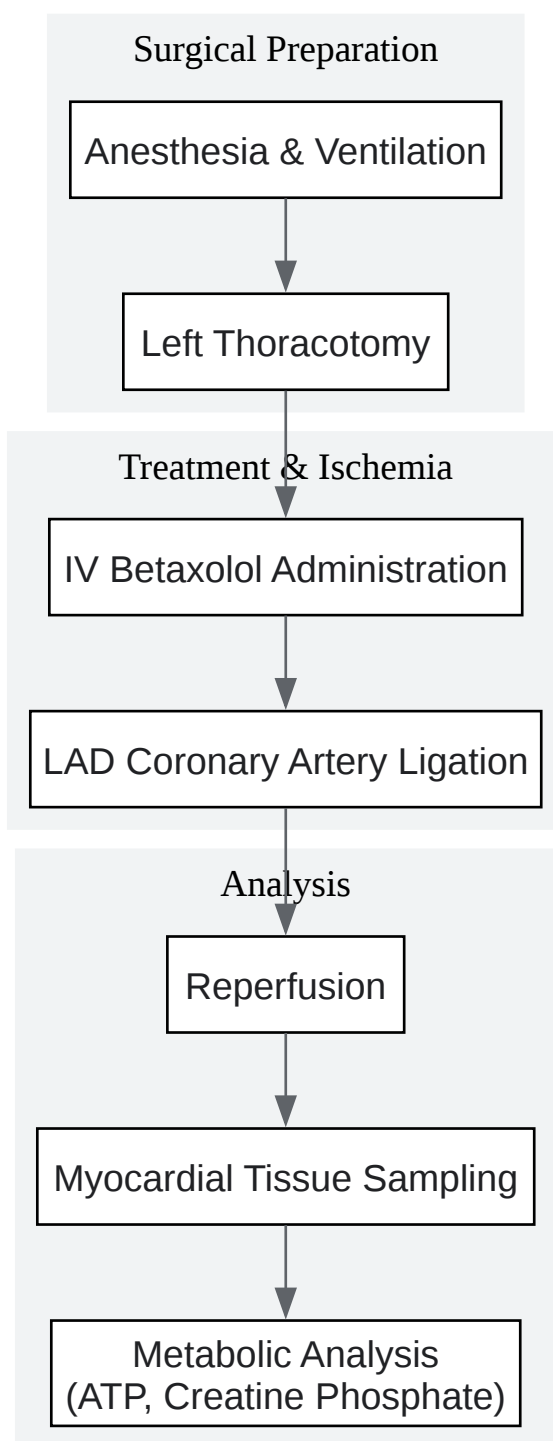 Surgical Preparation
Anesthesia & Ventilation
Left Thoracotomy
Treatment & Ischemia
IV Betaxolol Administration
LAD Coronary Artery Ligation
Analysis
Reperfusion
Myocardial Tissue Sampling
Metabolic Analysis
(ATP, Creatine Phosphate)